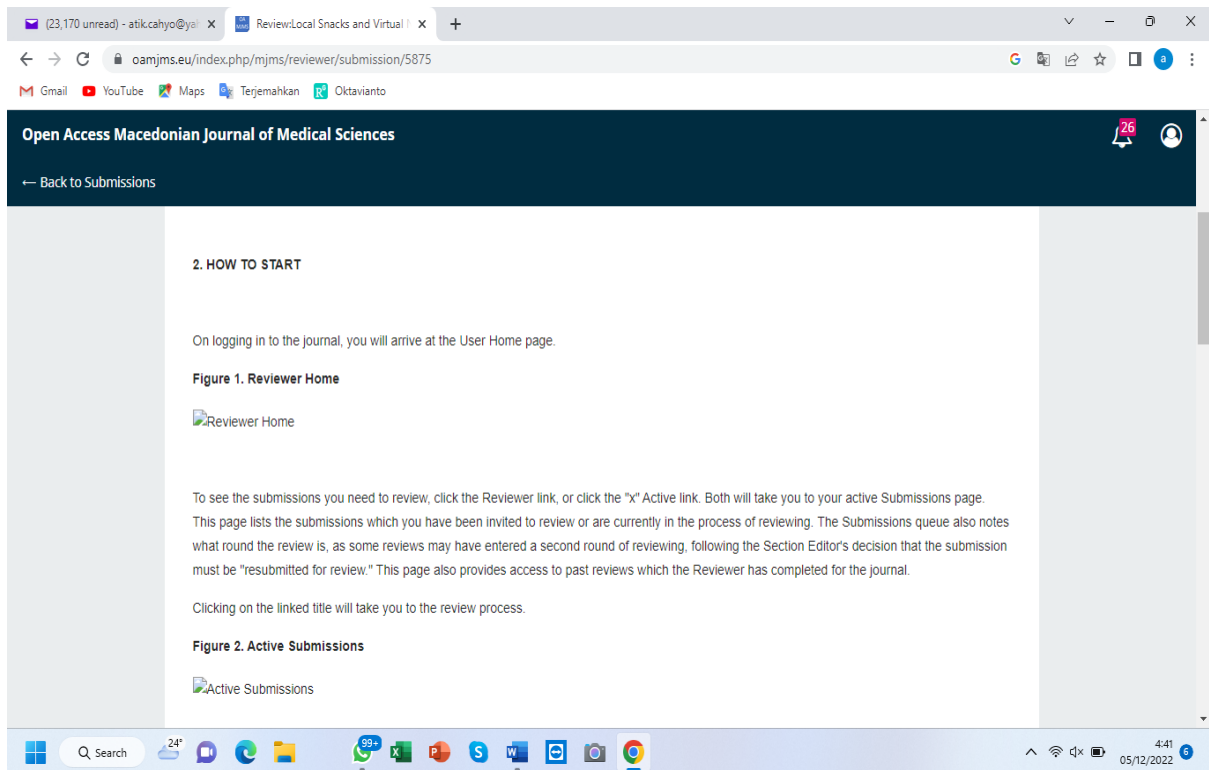 (23,170 unread) - atik.cahyo@yah
Review:Local Snacks and Virtual
oamjms.eu/index.php/mjms/reviewer/submission/5875
G
a
Gmail YouTube Maps Terjemahkan Oktavianto
Open Access Macedonian Journal of Medical Sciences
26
← Back to Submissions
2. HOW TO START
On logging in to the journal, you will arrive at the User Home page.
Figure 1. Reviewer Home
Reviewer Home
To see the submissions you need to review, click the Reviewer link, or click the "x" Active link. Both will take you to your active Submissions page.
This page lists the submissions which you have been invited to review or are currently in the process of reviewing. The Submissions queue also notes
what round the review is, as some reviews may have entered a second round of reviewing, following the Section Editor's decision that the submission
must be "resubmitted for review." This page also provides access to past reviews which the Reviewer has completed for the journal.
Clicking on the linked title will take you to the review process.
Figure 2. Active Submissions
Active Submissions
Search
24°
99+
4:41
05/12/2022
6